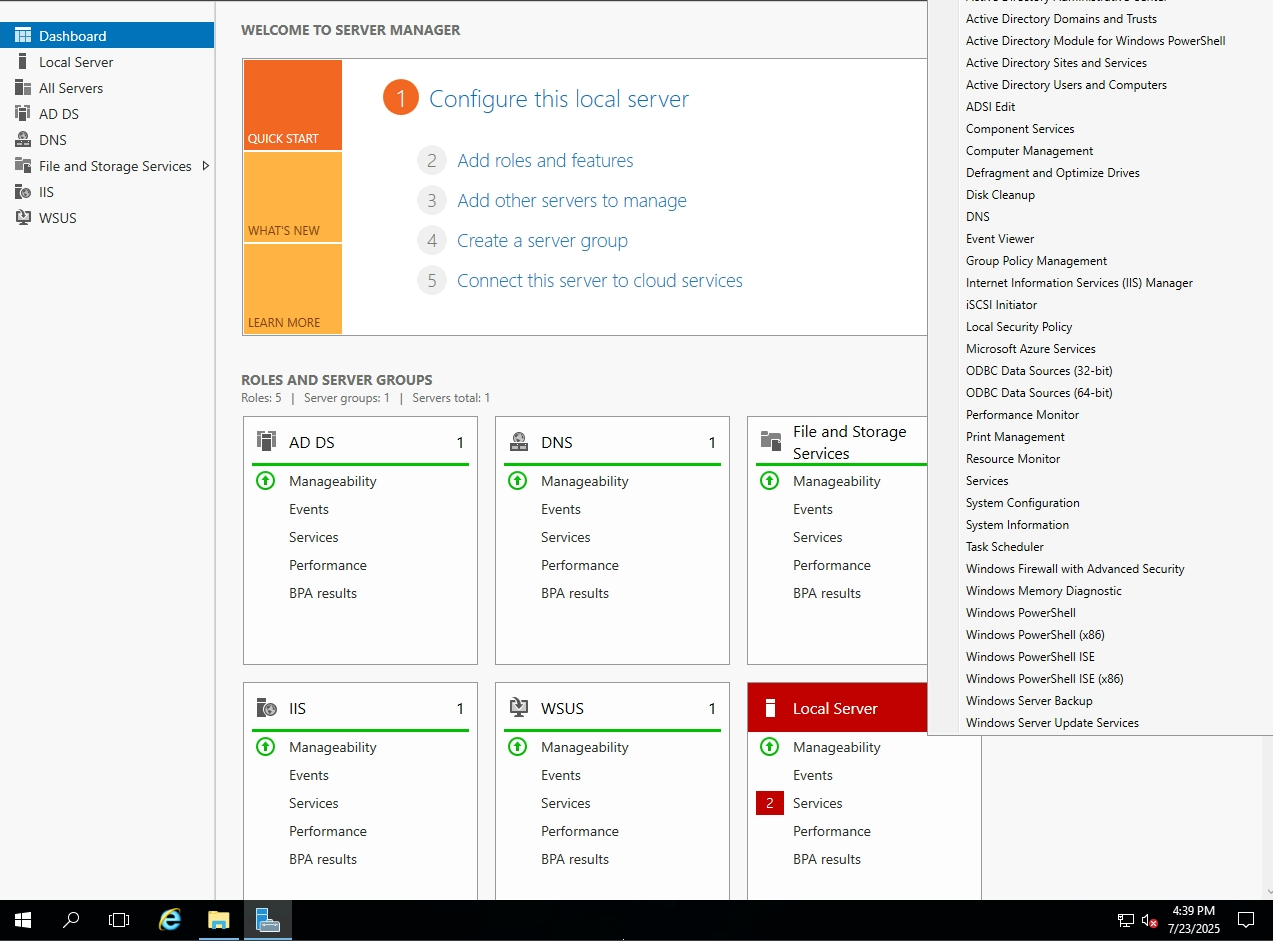 Dashboard
Local Server
All Servers
AD DS
DNS
File and Storage Services
IIS
WSUS
WELCOME TO SERVER MANAGER
QUICK START
WHAT'S NEW
LEARN MORE
1 Configure this local server
2 Add roles and features
3 Add other servers to manage
4 Create a server group
5 Connect this server to cloud services
ROLES AND SERVER GROUPS
Roles: 5 | Server groups: 1 | Servers total: 1
AD DS 1
Manageability
Events
Services
Performance
BPA results
DNS 1
Manageability
Events
Services
Performance
BPA results
File and Storage
Services
Manageability
Events
Services
Performance
BPA results
IIS 1
Manageability
Events
Services
Performance
BPA results
WSUS 1
Manageability
Events
Services
Performance
BPA results
Local Server
Manageability
Events
2 Services
Performance
BPA results
Active Directory Administrative Center
Active Directory Domains and Trusts
Active Directory Module for Windows PowerShell
Active Directory Sites and Services
Active Directory Users and Computers
ADSI Edit
Component Services
Computer Management
Defragment and Optimize Drives
Disk Cleanup
DNS
Event Viewer
Group Policy Management
Internet Information Services (IIS) Manager
iSCSI Initiator
Local Security Policy
Microsoft Azure Services
ODBC Data Sources (32-bit)
ODBC Data Sources (64-bit)
Performance Monitor
Print Management
Resource Monitor
Services
System Configuration
System Information
Task Scheduler
Windows Firewall with Advanced Security
Windows Memory Diagnostic
Windows PowerShell
Windows PowerShell (x86)
Windows PowerShell ISE
Windows PowerShell ISE (x86)
Windows Server Backup
Windows Server Update Services
4:39 PM
7/23/2025